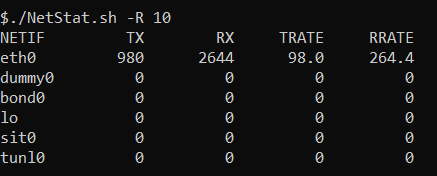 $./NetStat.sh -R 10
NETIF TX RX TRATE RRATE
eth0 980 2644 98.0 264.4
dummy0 0 0 0 0
bond0 0 0 0 0
lo 0 0 0 0
sit0 0 0 0 0
tunl0 0 0 0 0